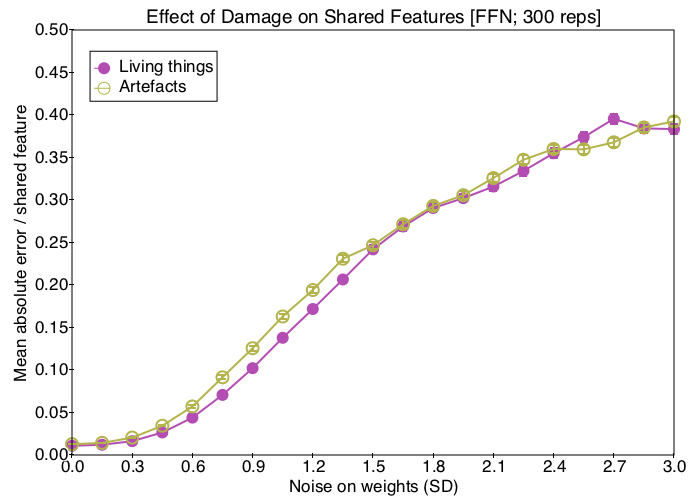 Effect of Damage on Shared Features [FFN; 300 reps]
0.50
0.45
0.40
0.35
0.30
0.25
0.20
0.15
0.10
0.05
0.00
Mean absolute error / shared feature
Living things
Artefacts
0.0 0.3 0.6 0.9 1.2 1.5 1.8 2.1 2.4 2.7 3.0
Noise on weights (SD)